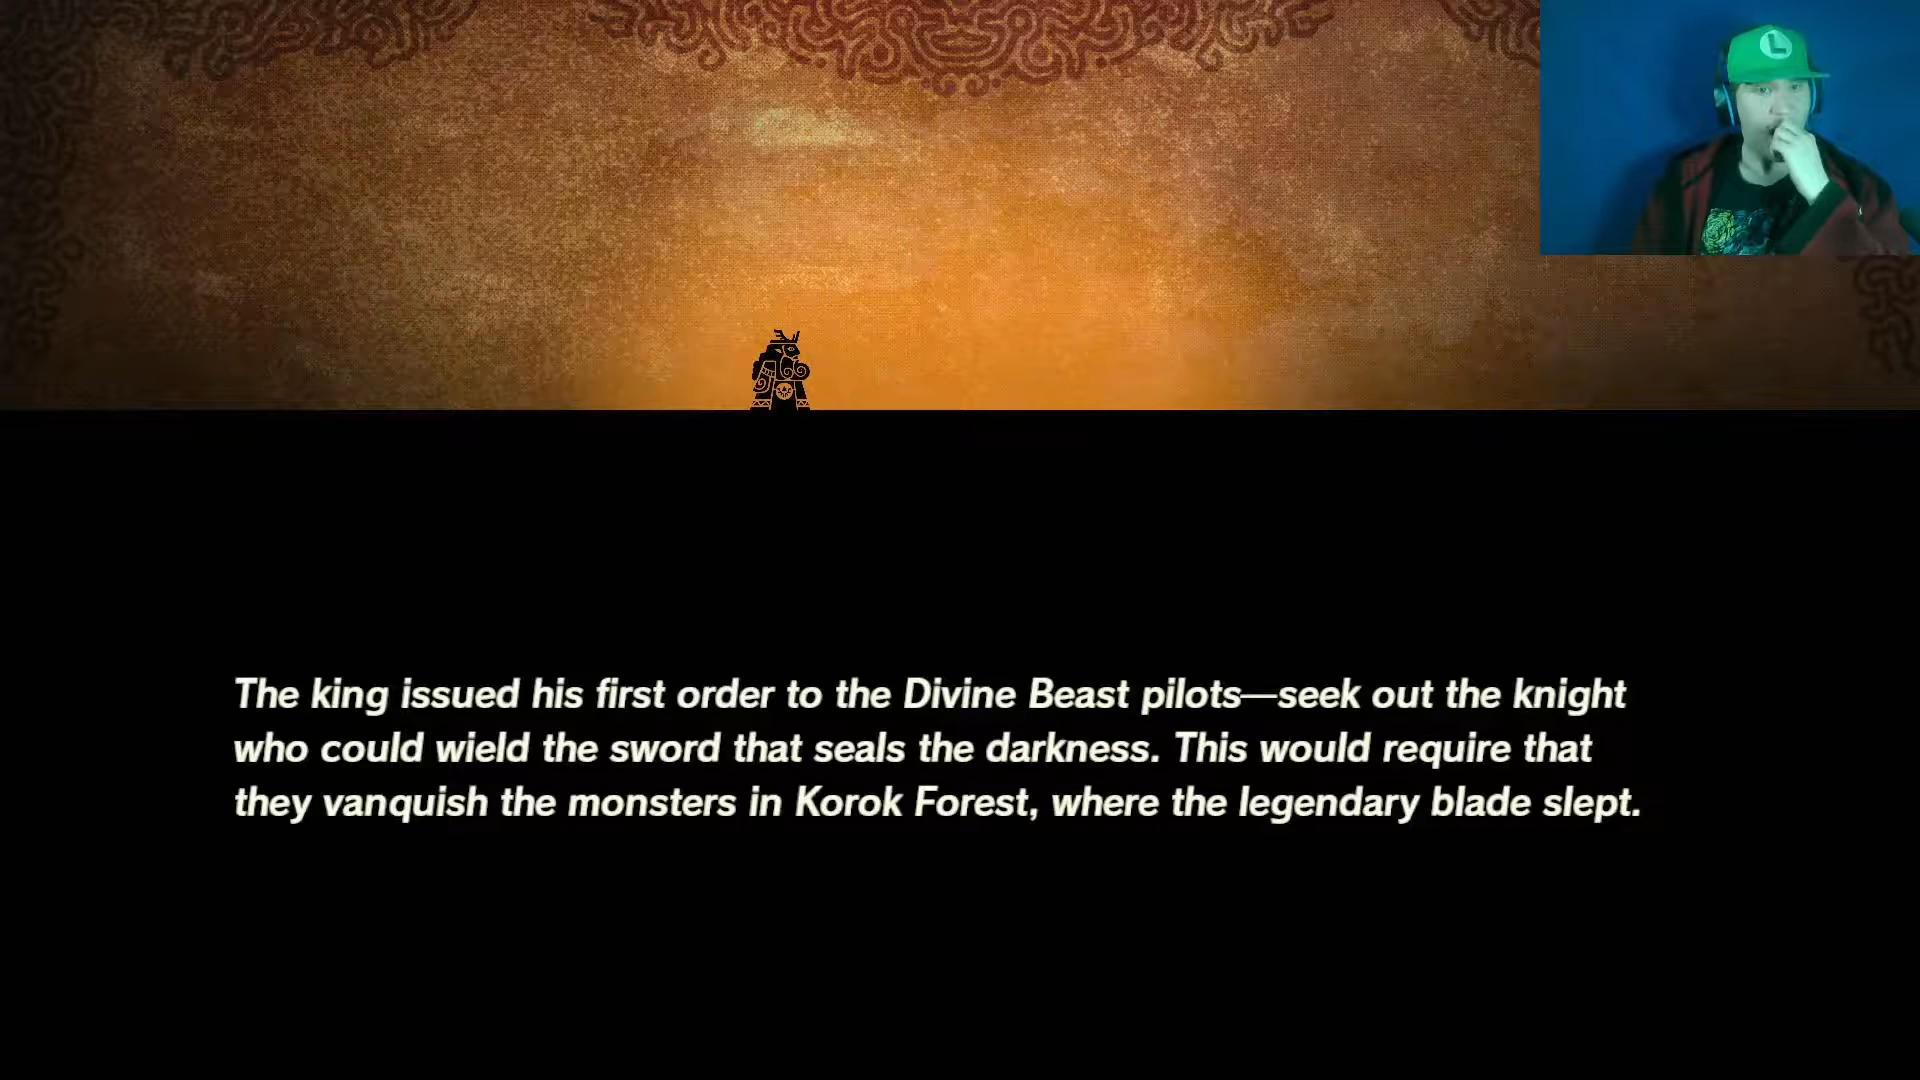 L
The king issued his first order to the Divine Beast pilots—seek out the knight
who could wield the sword that seals the darkness. This would require that
they vanquish the monsters in Korok Forest, where the legendary blade slept.